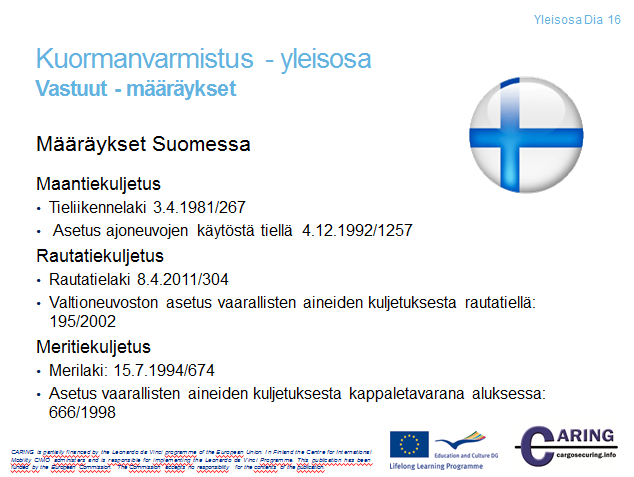 Yleisosa Dia 16
Kuormanvarmistus - yleisosa
Vastuut - määräykset
Määräykset Suomessa
Maantiekuljetus
• Tieliikennelaki 3.4.1981/267
• Asetus ajoneuvojen käytöstä tiellä 4.12.1992/1257
Rautatiekuljetus
• Rautatielaki 8.4.2011/304
• Valtioneuvoston asetus vaarallisten aineiden kuljetuksesta rautatiellä:
195/2002
Meritiekuljetus
• Merilaki: 15.7.1994/674
• Asetus vaarallisten aineiden kuljetuksesta kappaletavarana aluksessa:
666/1998
CARING is partially financed by the Leonardo da Vinci programme of the European Union. In Finland the Centre for International
Mobility CIMO administers and is responsible for implementing the Leonardo da Vinci Programme. This publication has been
funded by the European Commission. The Commission accepts no responsibility for the contents of the publication.
Education and Culture DG
Lifelong Learning Programme
CARING
cargosecuring.info